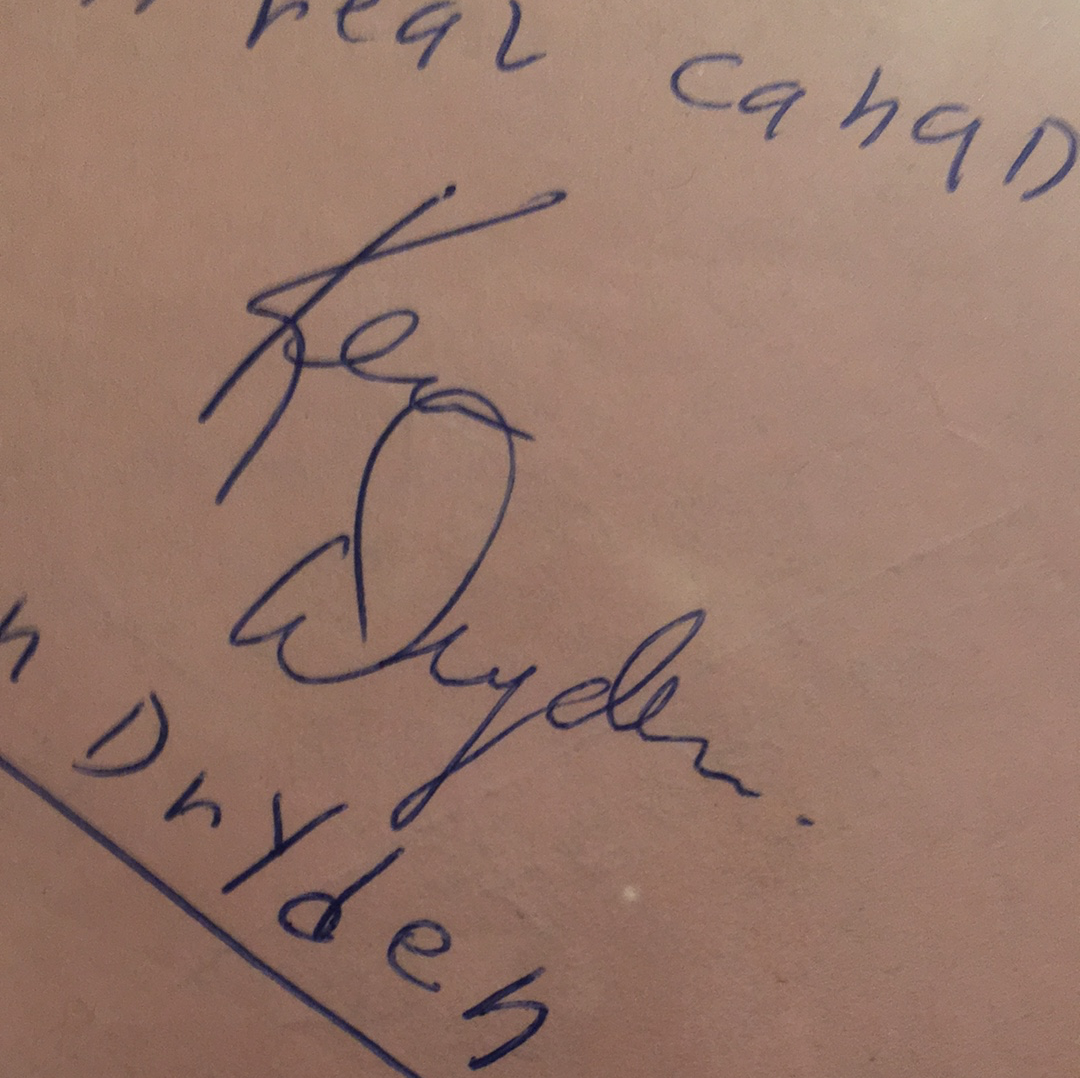 real CanaD
Ken
Dryden.
n Dryden